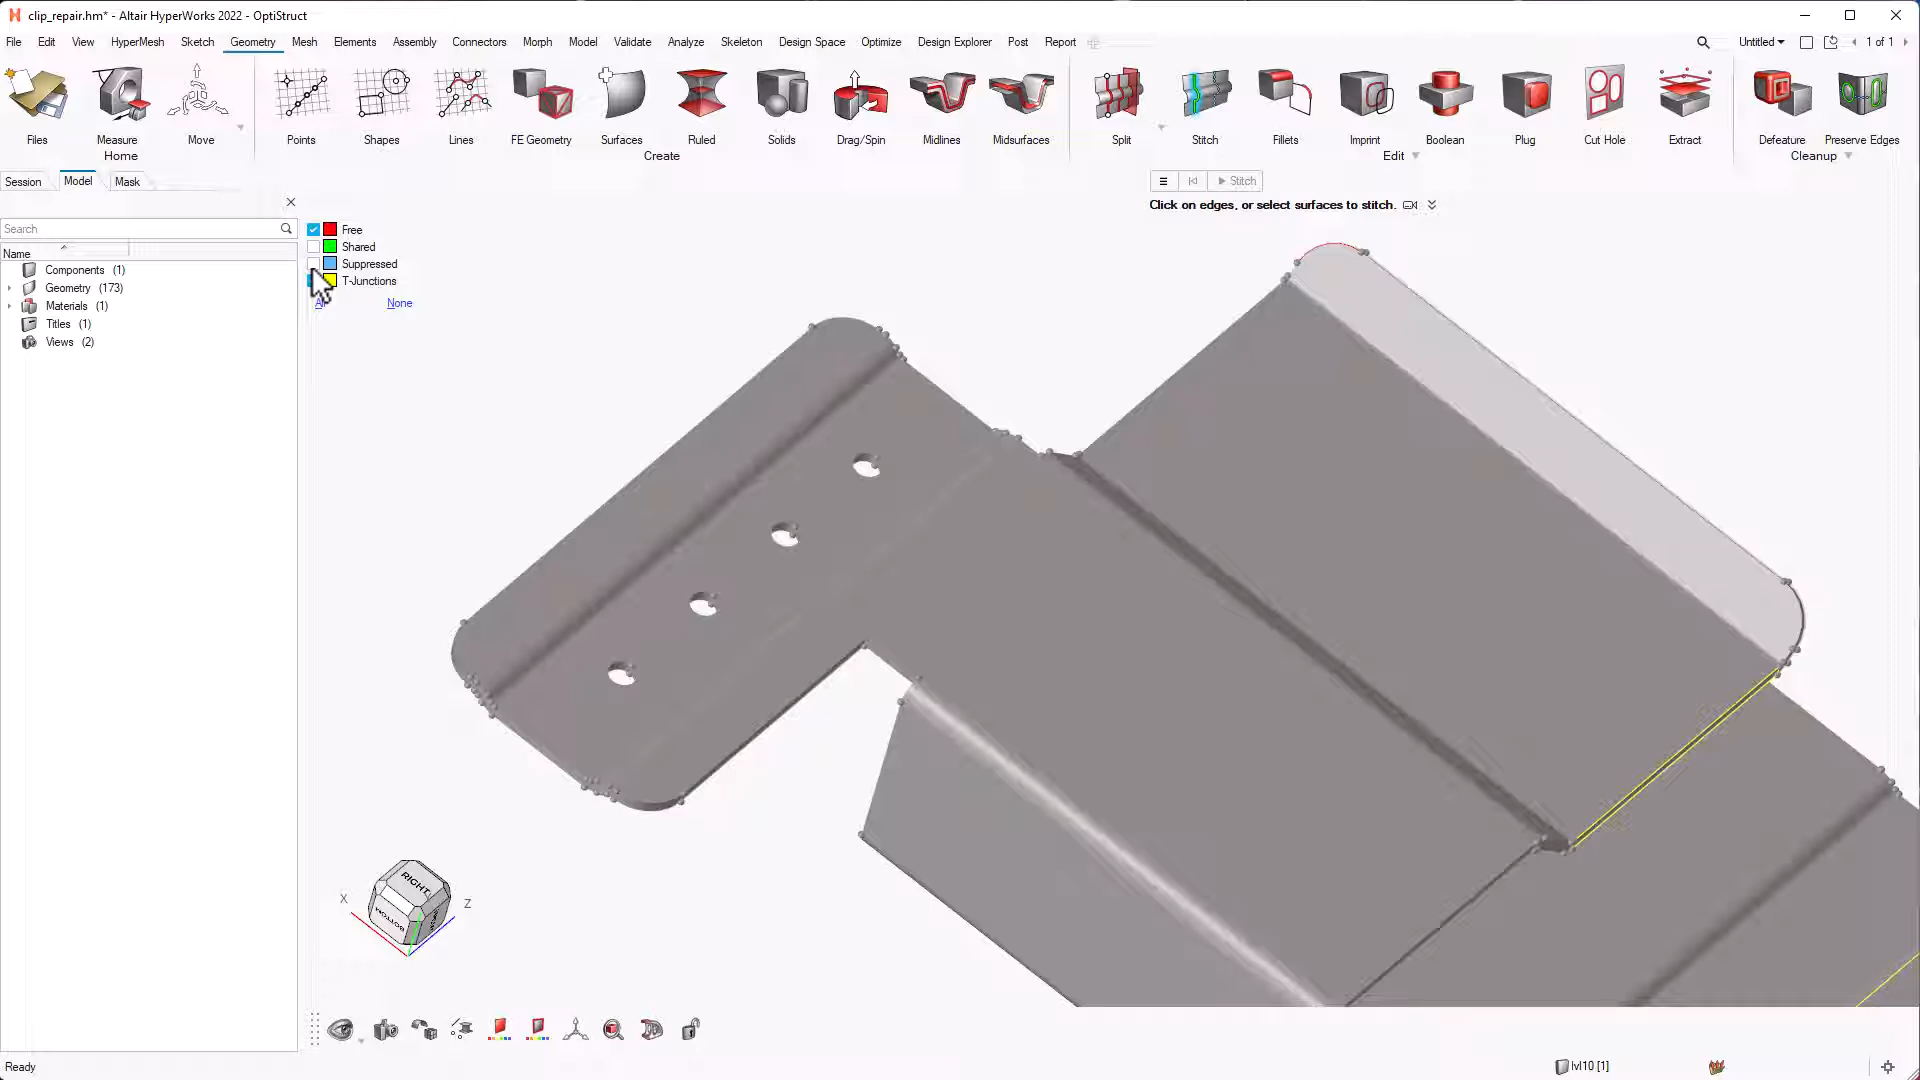 clip_repair.hm* - Altair HyperWorks 2022 - OptiStruct
File Edit View HyperMesh Sketch Geometry Mesh Elements Assembly Connectors Morph Model Validate Analyze Skeleton Design Space Optimize Design Explorer Post Report Untitled 1 of 1
Files Measure Move Points Shapes Lines FE Geometry Surfaces Ruled Solids Drag/Spin Midlines Midsurfaces Split Stitch Fillets Imprint Boolean Plug Cut Hole Extract Defeature Preserve Edges
Home Create Edit Cleanup
Session Model Mask
Stitch
Click on edges, or select surfaces to stitch.
Search
Name
Components (1)
Geometry (173)
Materials (1)
Titles (1)
Views (2)
Free
Shared
Suppressed
T-Junctions
None
RIGHT
BOTTOM
X
Z
Ready
lvl10 [1]